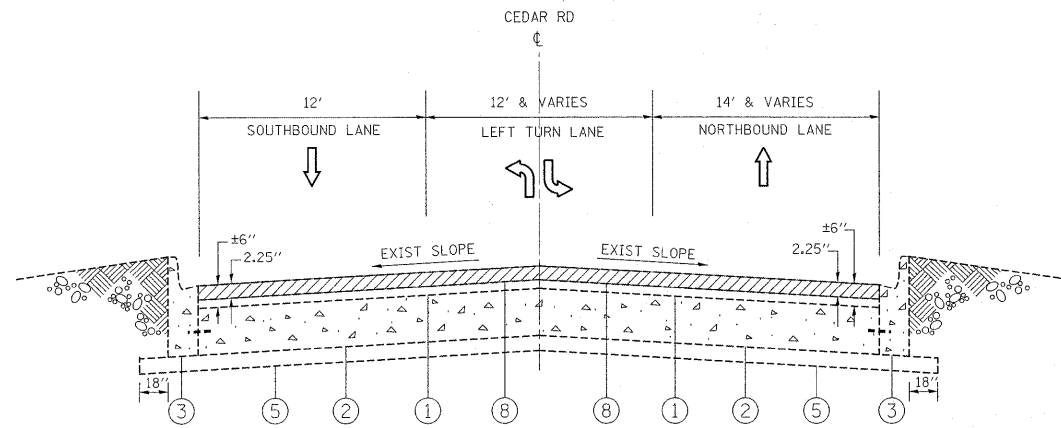 CEDAR RD
℄
12' 12' & VARIES 14' & VARIES
SOUTHBOUND LANE LEFT TURN LANE NORTHBOUND LANE
±6" ±6"
2.25" EXIST SLOPE EXIST SLOPE 2.25"
18" 18"
3 5 2 1 8 8 1 2 5 3